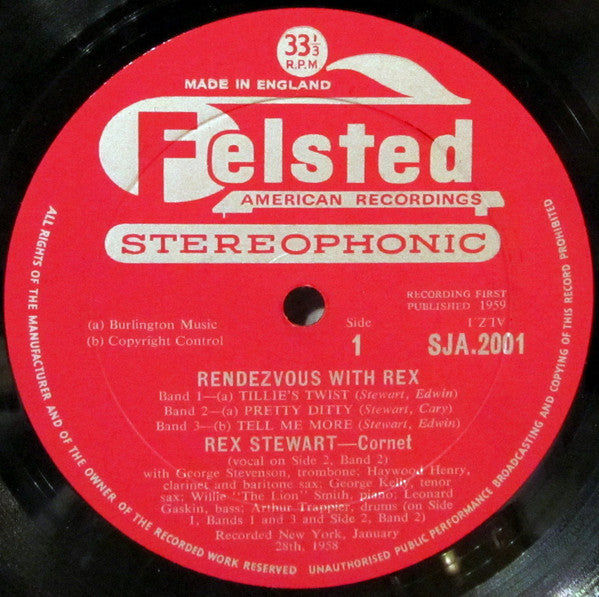 33 1/3
R.P.M
MADE IN ENGLAND
Felsted
AMERICAN RECORDINGS
STEREOPHONIC
RECORDING FIRST
PUBLISHED 1959
(a) Burlington Music
(b) Copyright Control
Side
1
ALZ.1
SJA.2001
RENDEZVOUS WITH REX
Band 1—(a) TILLIE'S TWIST (Stewart, Edwin)
Band 2—(a) PRETTY DITTY (Stewart, Cary)
Band 3—(b) TELL ME MORE (Stewart, Edwin)
REX STEWART—Cornet
(vocal on Side 2, Band 2)
with George Stevenson, trombone; Haywood Henry,
clarinet and baritone sax; George Kelly, tenor
sax; Willie "The Lion" Smith, piano; Leonard
Gaskin, bass; Arthur Trappier, drums (on Side
1, Bands 1 and 3 and Side 2, Band 2)
Recorded New York, January
28th, 1958
ALL RIGHTS OF THE MANUFACTURER AND OF THE OWNER OF THE RECORDED WORK RESERVED UNAUTHORISED PUBLIC PERFORMANCE BROADCASTING AND COPYING OF THIS RECORD PROHIBITED